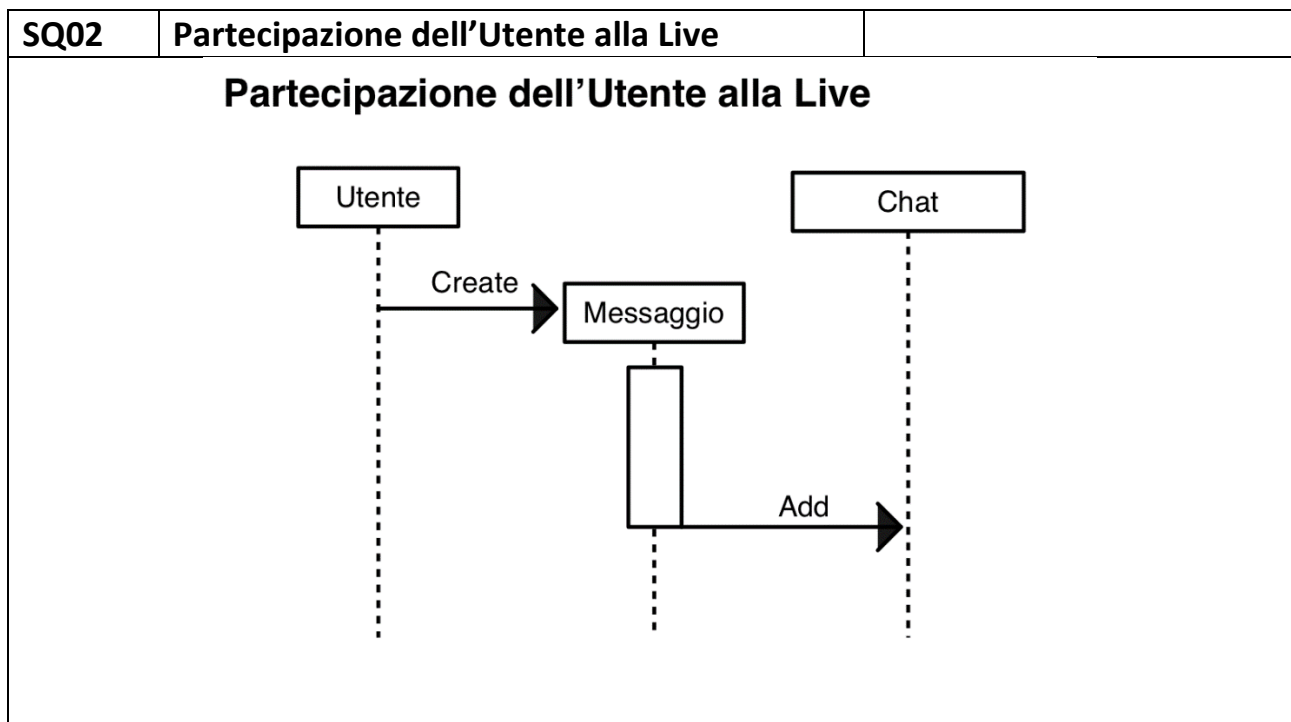 SQ02 Partecipazione dell’Utente alla Live
Partecipazione dell’Utente alla Live
Utente
Chat
Create
Messaggio
Add